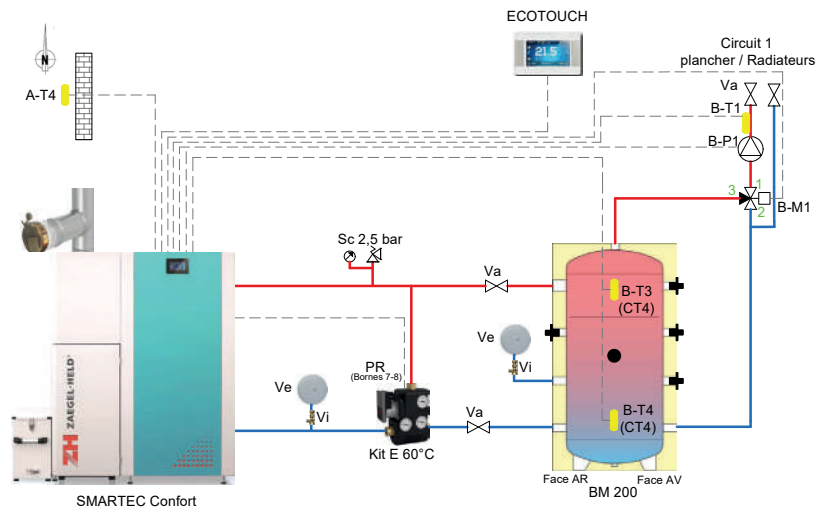 ECOTOUCH
21.5
N
A-T4
Circuit 1
plancher / Radiateurs
Va
B-T1
B-P1
3
1
2
B-M1
Sc 2,5 bar
Va
B-T3
(CT4)
Ve
Vi
PR
(Bornes 7-8)
Ve
Vi
Va
B-T4
(CT4)
Kit E 60°C
ZH ZAEGEL-HELD
Face AR
Face AV
BM 200
SMARTEC Confort